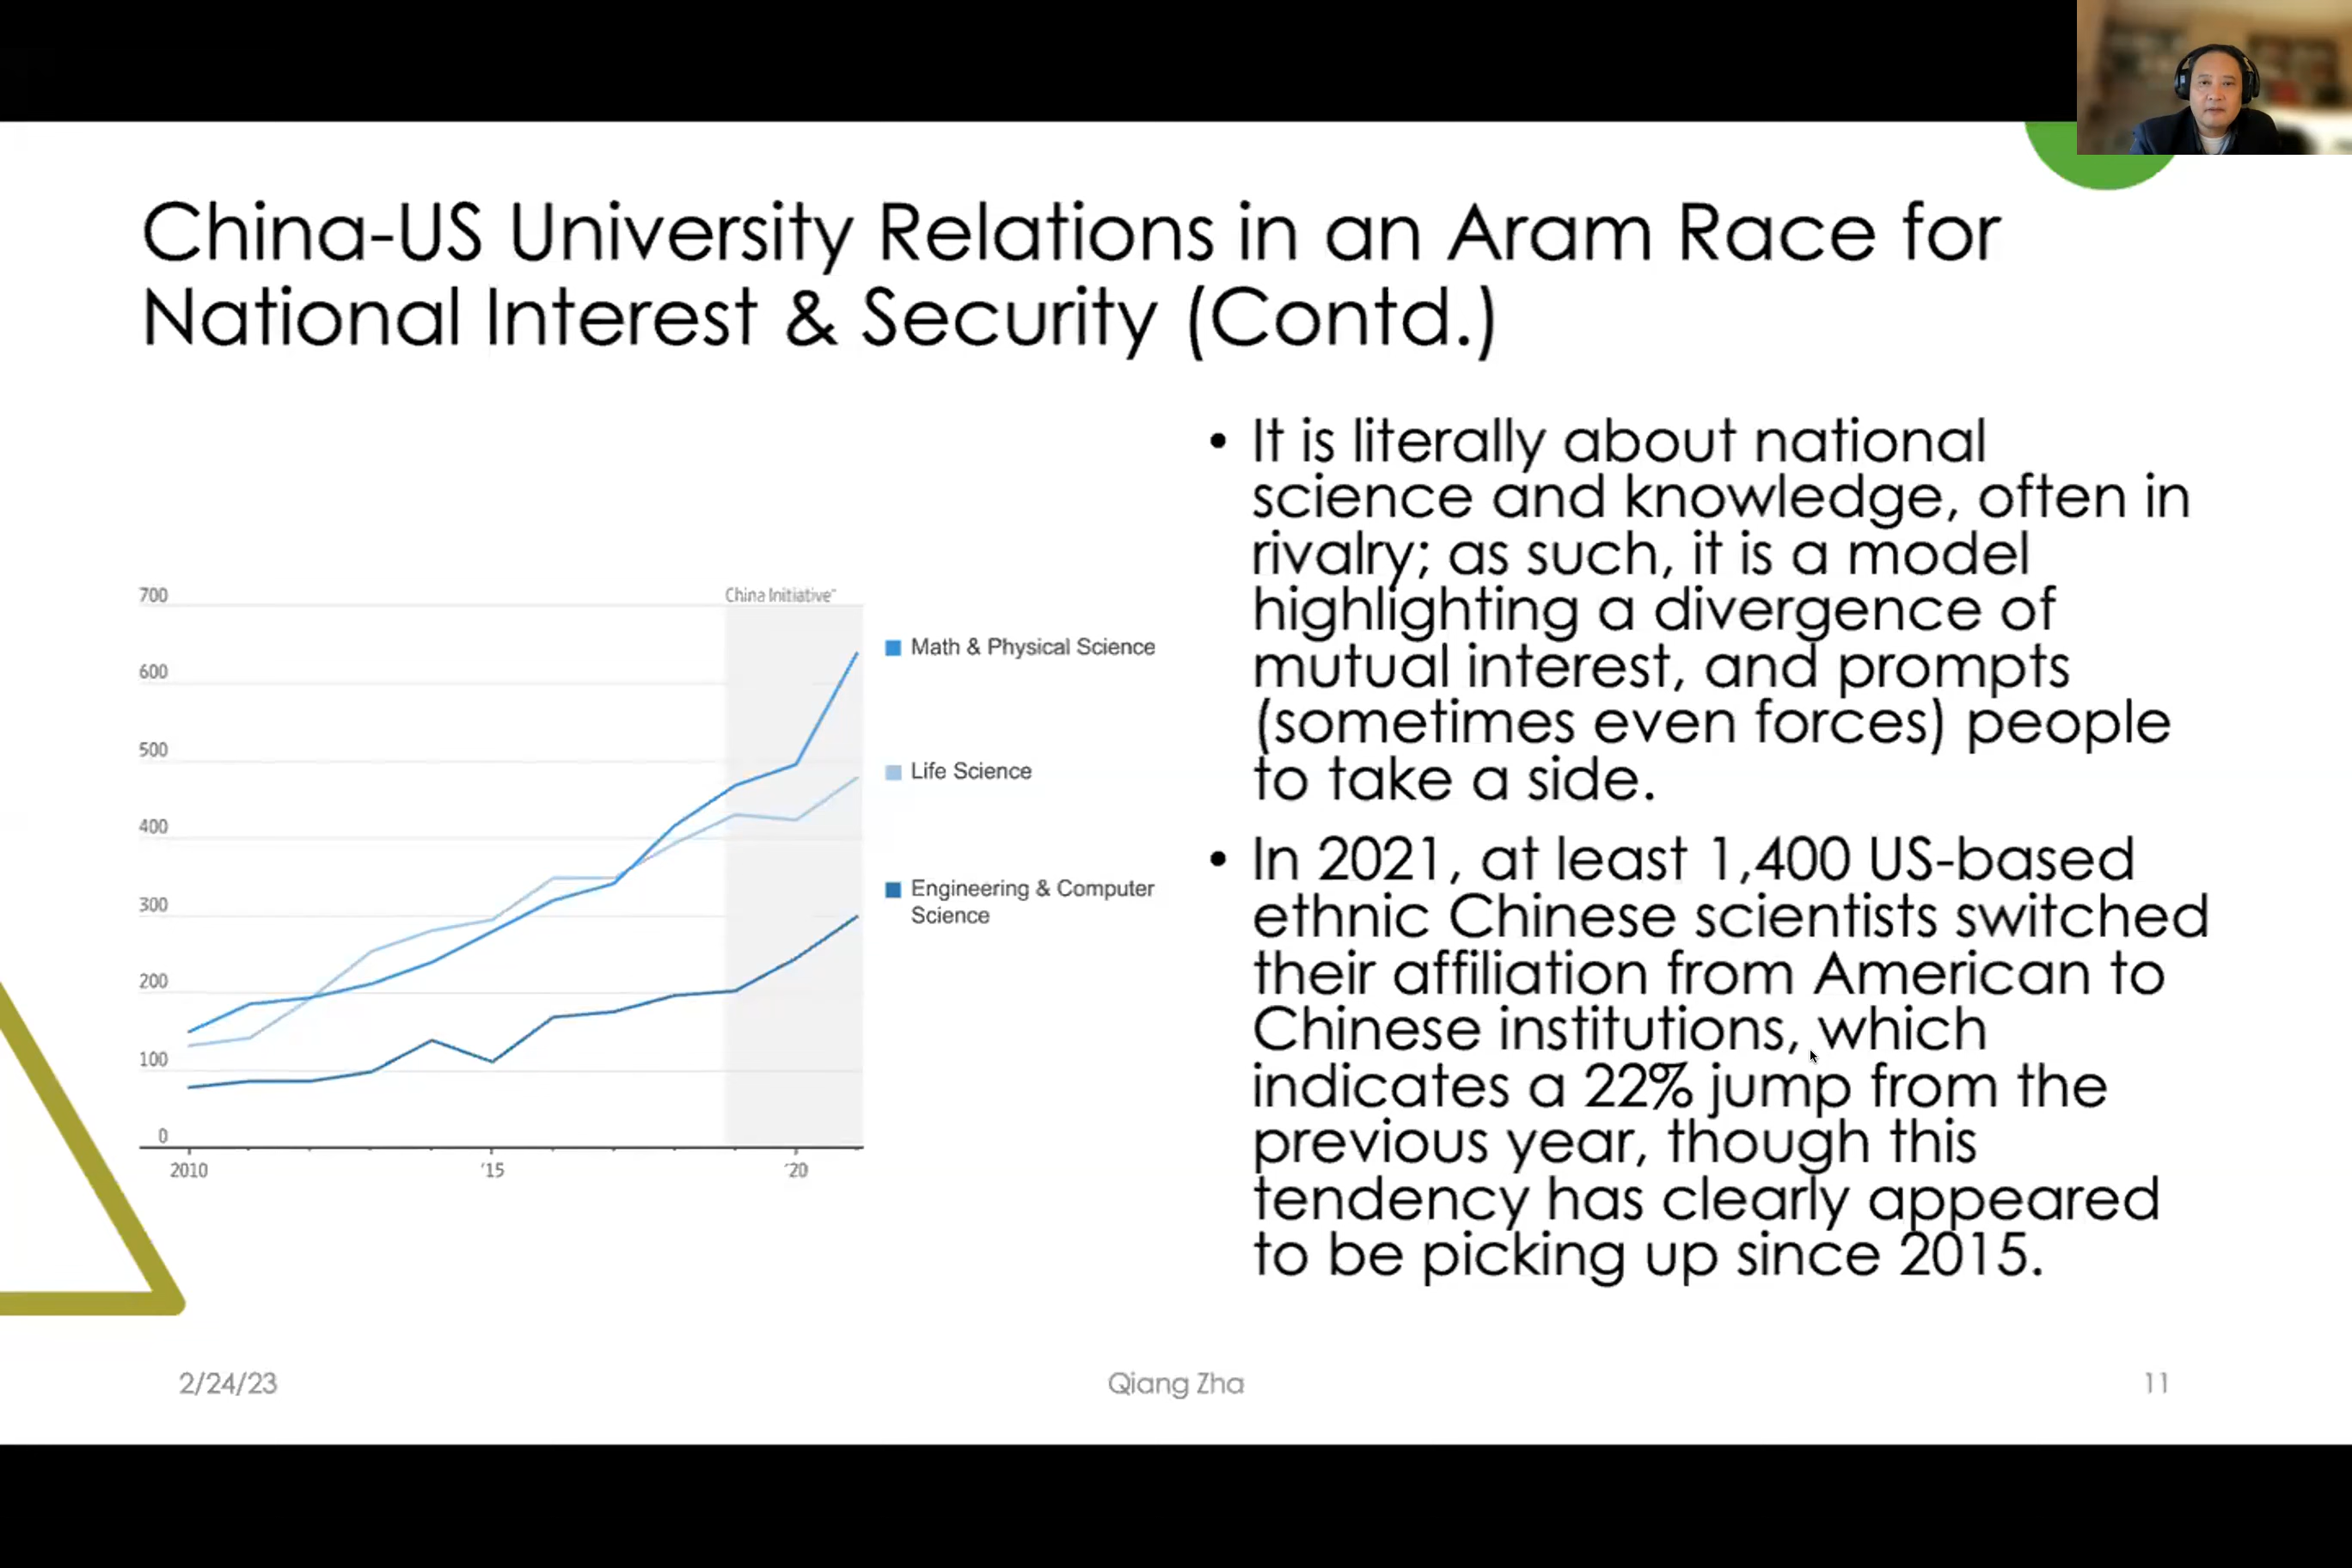 China-US University Relations in an Aram Race for
National Interest & Security (Contd.)
700
600
500
400
300
200
100
0
2010
'15
'20
China Initiative*
Math & Physical Science
Life Science
Engineering & Computer
Science
• It is literally about national
science and knowledge, often in
rivalry; as such, it is a model
highlighting a divergence of
mutual interest, and prompts
(sometimes even forces) people
to take a side.
• In 2021, at least 1,400 US-based
ethnic Chinese scientists switched
their affiliation from American to
Chinese institutions, which
indicates a 22% jump from the
previous year, though this
tendency has clearly appeared
to be picking up since 2015.
2/24/23
Qiang Zha
11